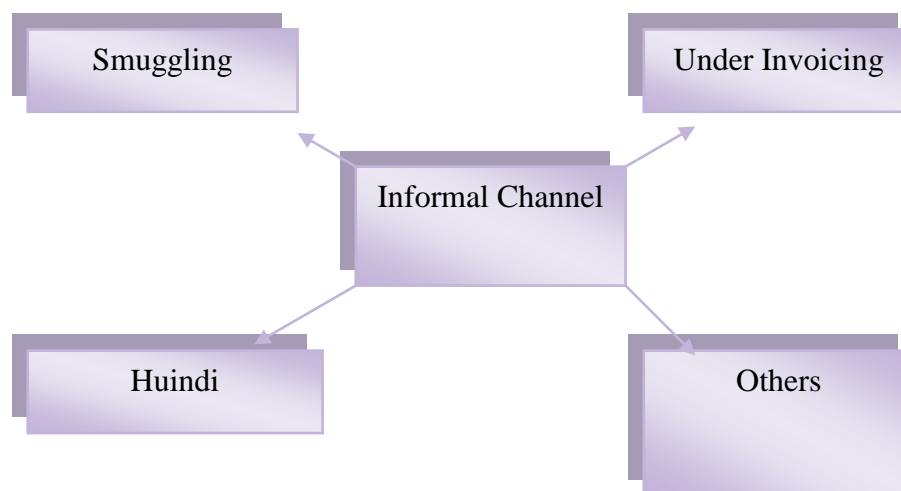 Smuggling
Under Invoicing
Informal Channel
Huindi
Others